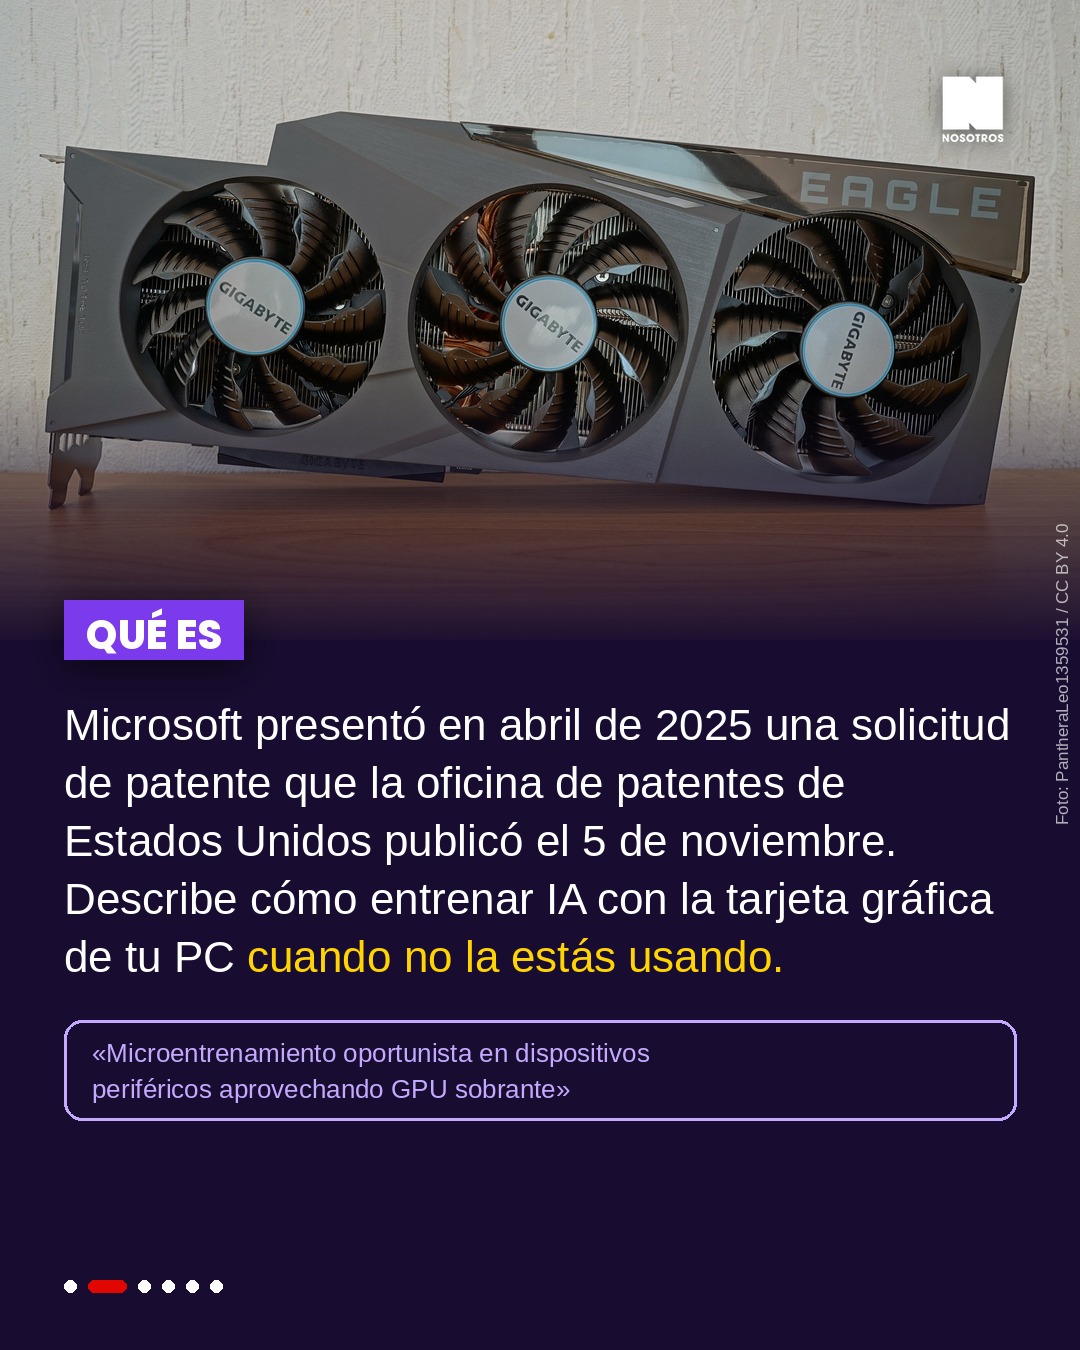 NOSOTROS
EAGLE
GIGABYTE
GIGABYTE
GIGABYTE
GIGABYTE
Foto: PantheraLeo1359531 / CC BY 4.0
QUÉ ES
Microsoft presentó en abril de 2025 una solicitud
de patente que la oficina de patentes de
Estados Unidos publicó el 5 de noviembre.
Describe cómo entrenar IA con la tarjeta gráfica
de tu PC cuando no la estás usando.
«Microentrenamiento oportunista en dispositivos
periféricos aprovechando GPU sobrante»